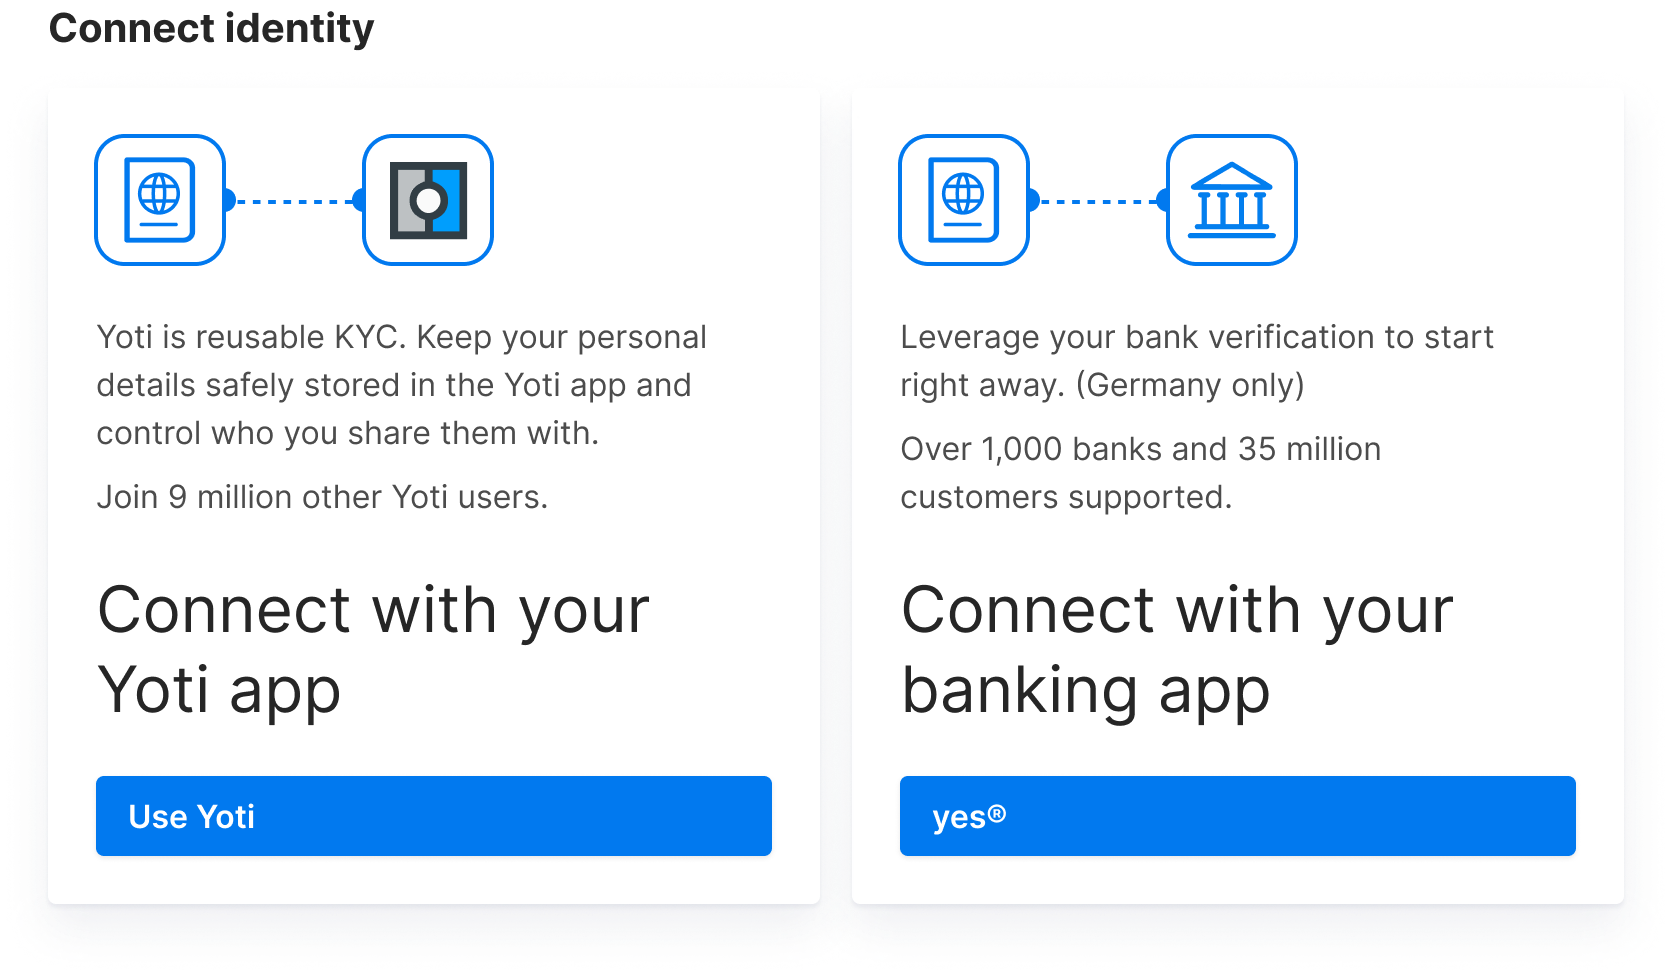 Connect identity
Yoti is reusable KYC. Keep your personal
details safely stored in the Yoti app and
control who you share them with.
Join 9 million other Yoti users.
Connect with your
Yoti app
Use Yoti
Leverage your bank verification to start
right away. (Germany only)
Over 1,000 banks and 35 million
customers supported.
Connect with your
banking app
yes®